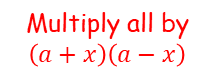 Multiply all by
(a + x)(a − x)